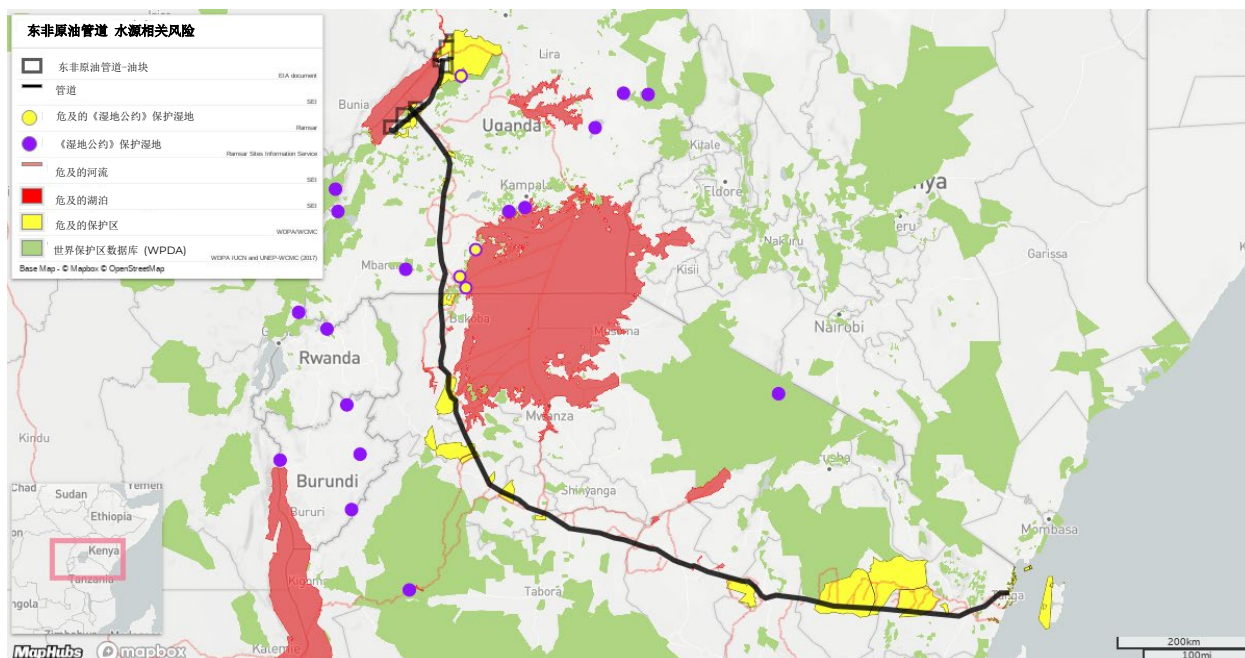 东非原油管道 水源相关风险
东非原油管道-油块
EIA document
管道
SEI
危及的《湿地公约》保护湿地
Ramsar
《湿地公约》保护湿地
Ramsar Sites Information Service
危及的河流
SEI
危及的湖泊
SEI
危及的保护区
WDPA/WCMC
世界保护区数据库 (WPDA)
WDPA IUCN and UNEP-WCMC (2017)
Base Map - © Mapbox © OpenStreetMap
Lira
Bunia
Uganda
Kitale
Kampala
Eldore
Nakuru
Garissa
Mbarara
Kisii
Bakoba
Nairobi
Rwanda
Mwanza
Kindu
Burundi
Shinyanga
Bururi
Mombasa
Kigoma
Tabora
Tanga
Kalemie
Chad
Sudan
Yemen
Ethiopia
Kenya
Tanzania
MapHubs
mapbox
200km
100mi